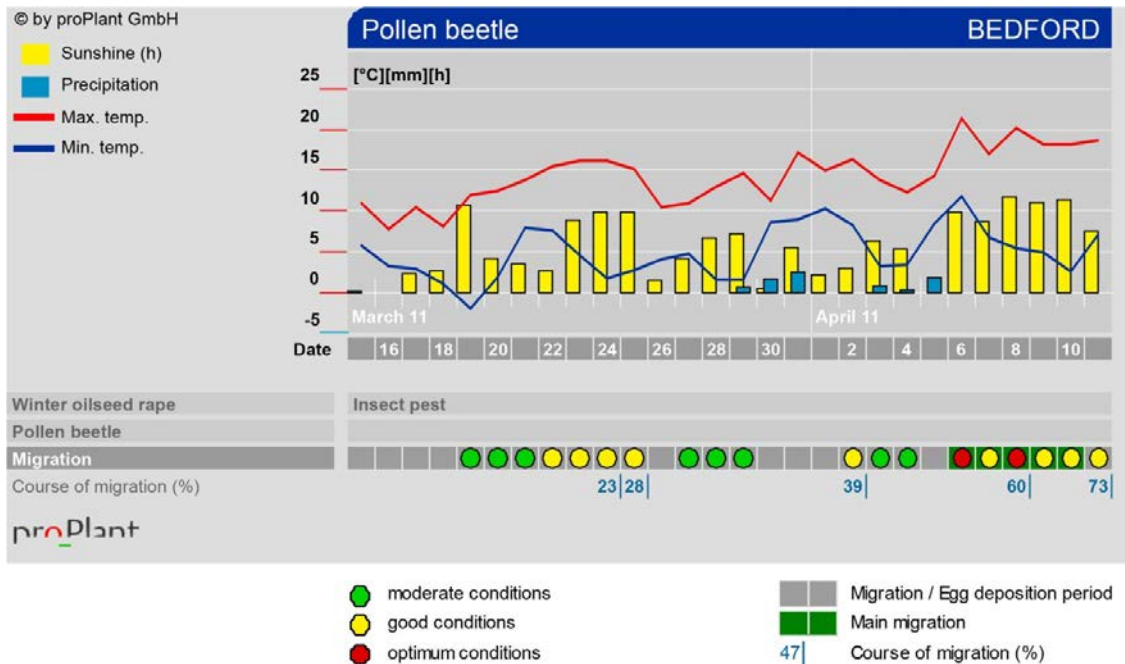 © by proPlant GmbH
Sunshine (h)
Precipitation
Max. temp.
Min. temp.
Pollen beetle BEDFORD
[°C][mm][h]
25
20
15
10
5
0
-5
March 11 April 11
Date 16 18 20 22 24 26 28 30 2 4 6 8 10
Winter oilseed rape Insect pest
Pollen beetle
Migration
Course of migration (%) 23 28 39 60 73
proPlant
moderate conditions
good conditions
optimum conditions
Migration / Egg deposition period
Main migration
47 Course of migration (%)